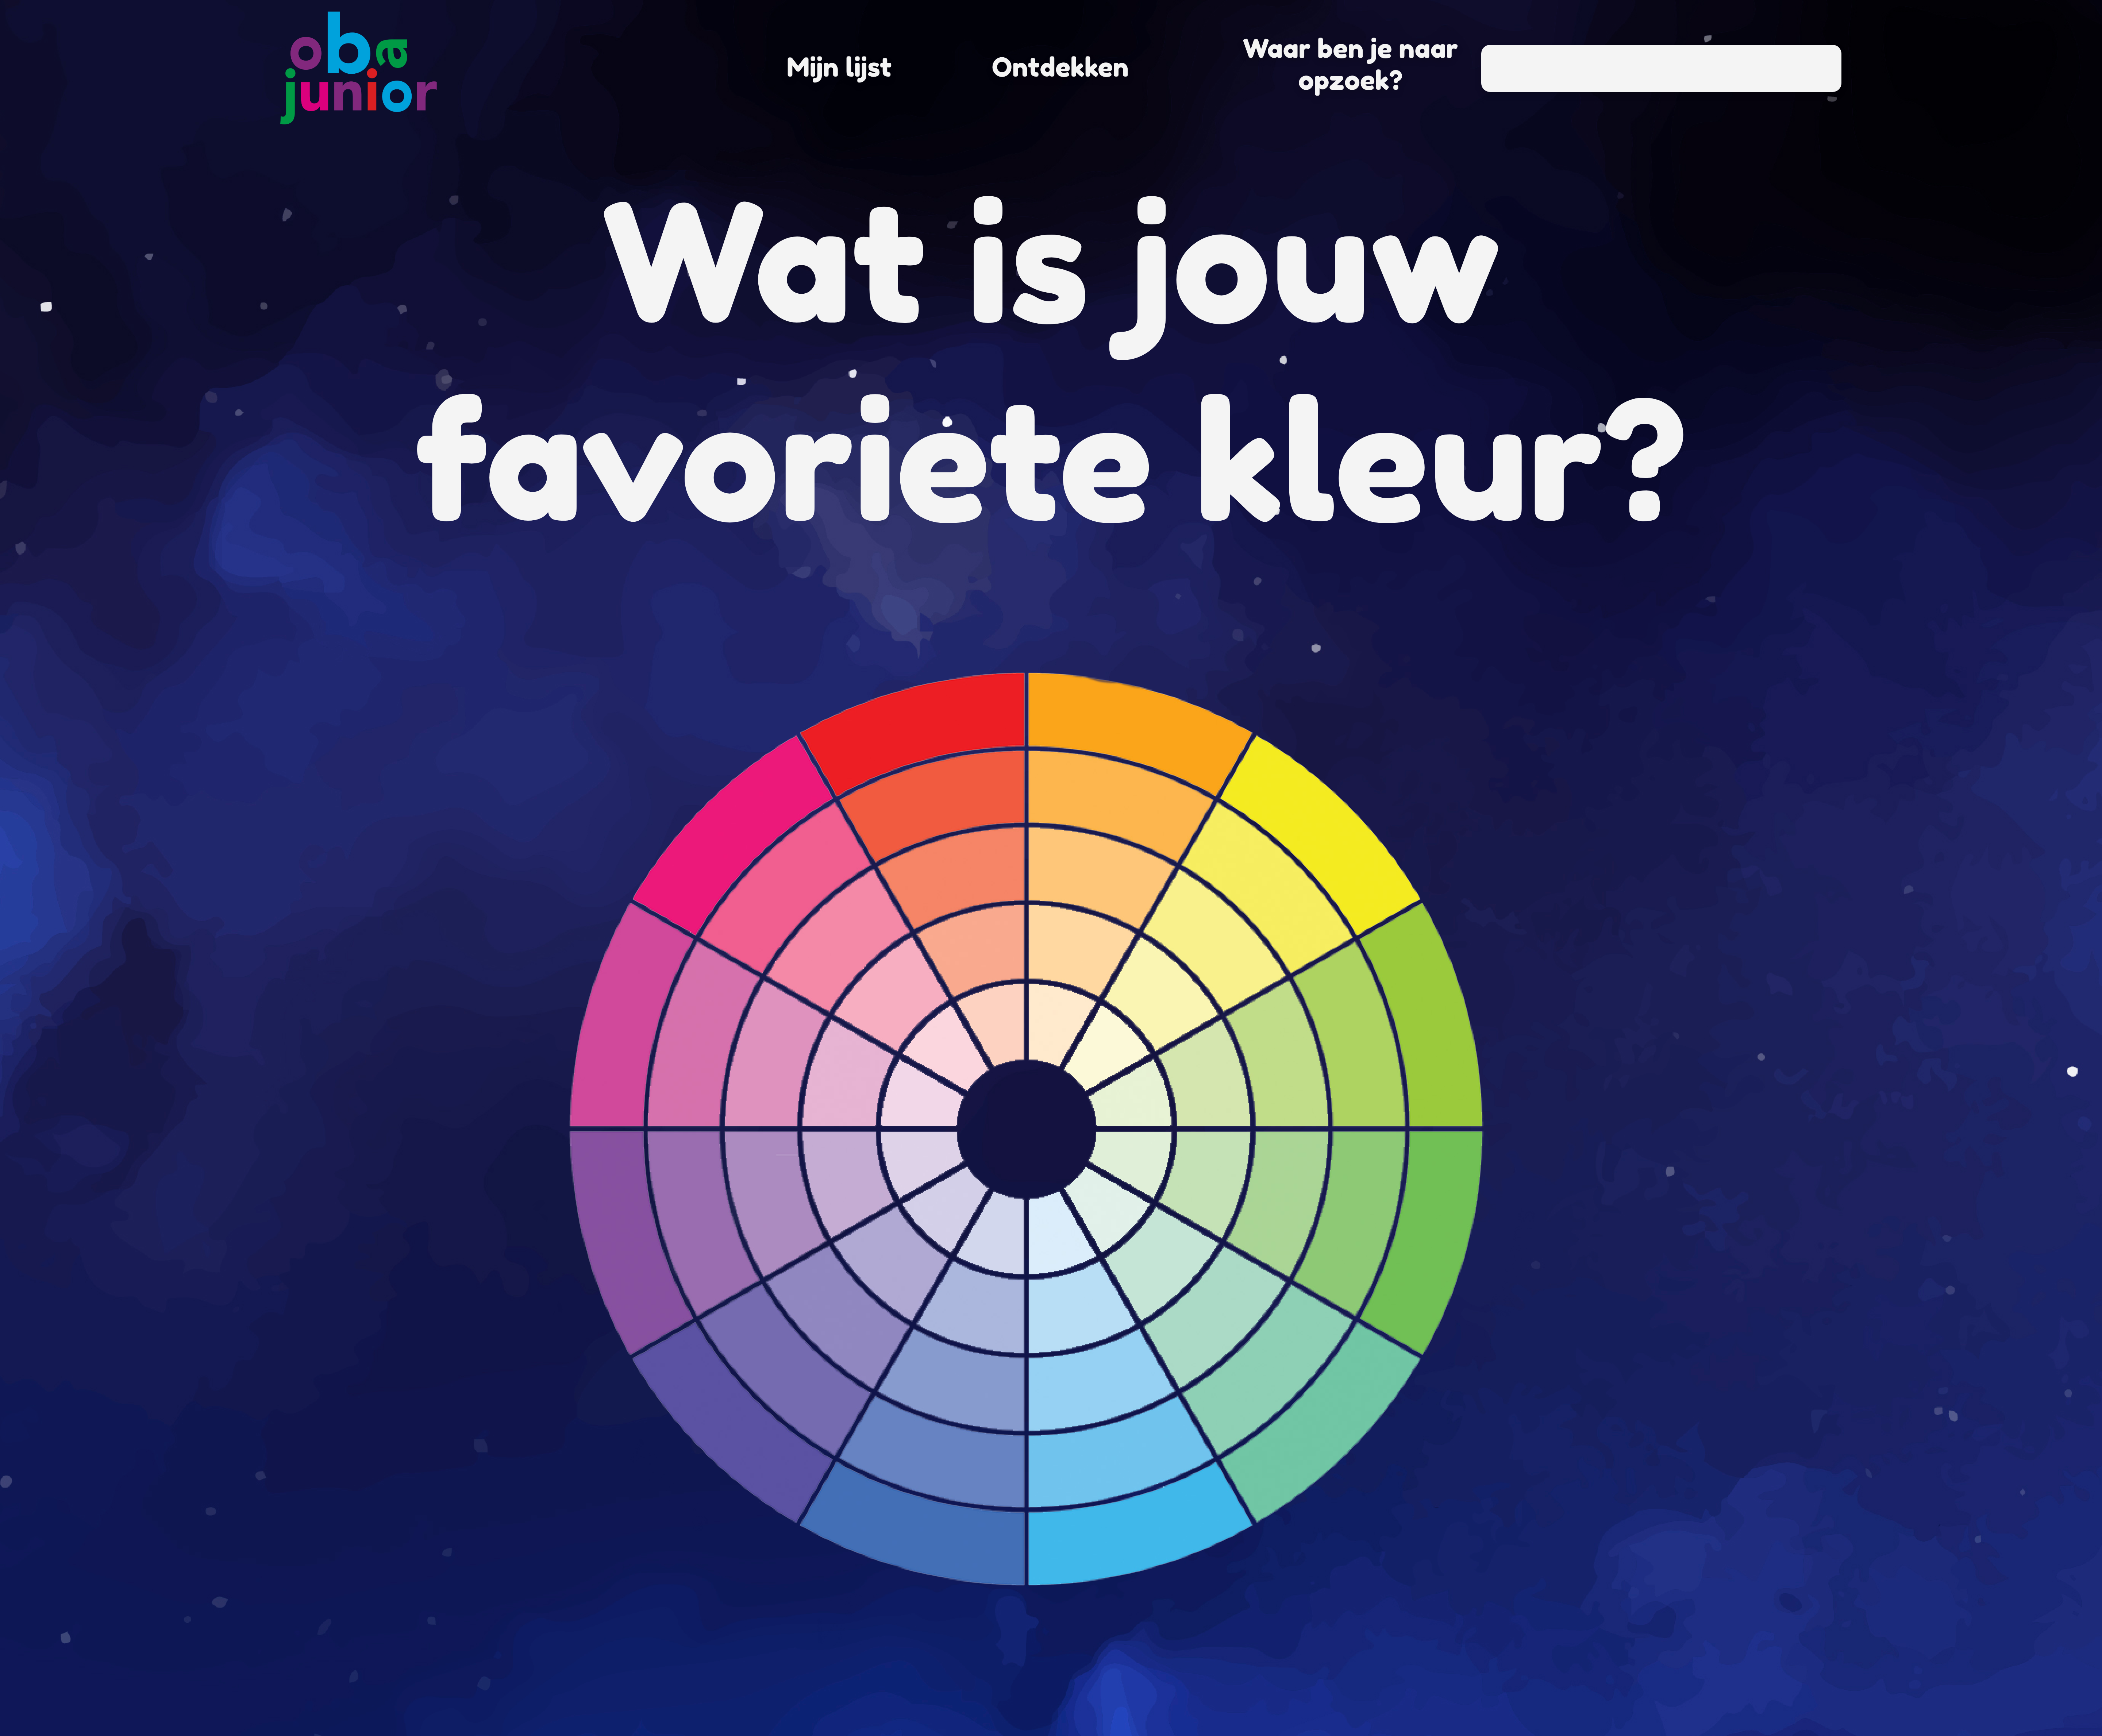 oba
junior
Mijn lijst
Ontdekken
Waar ben je naar
opzoek?
Wat is jouw
favoriete kleur?